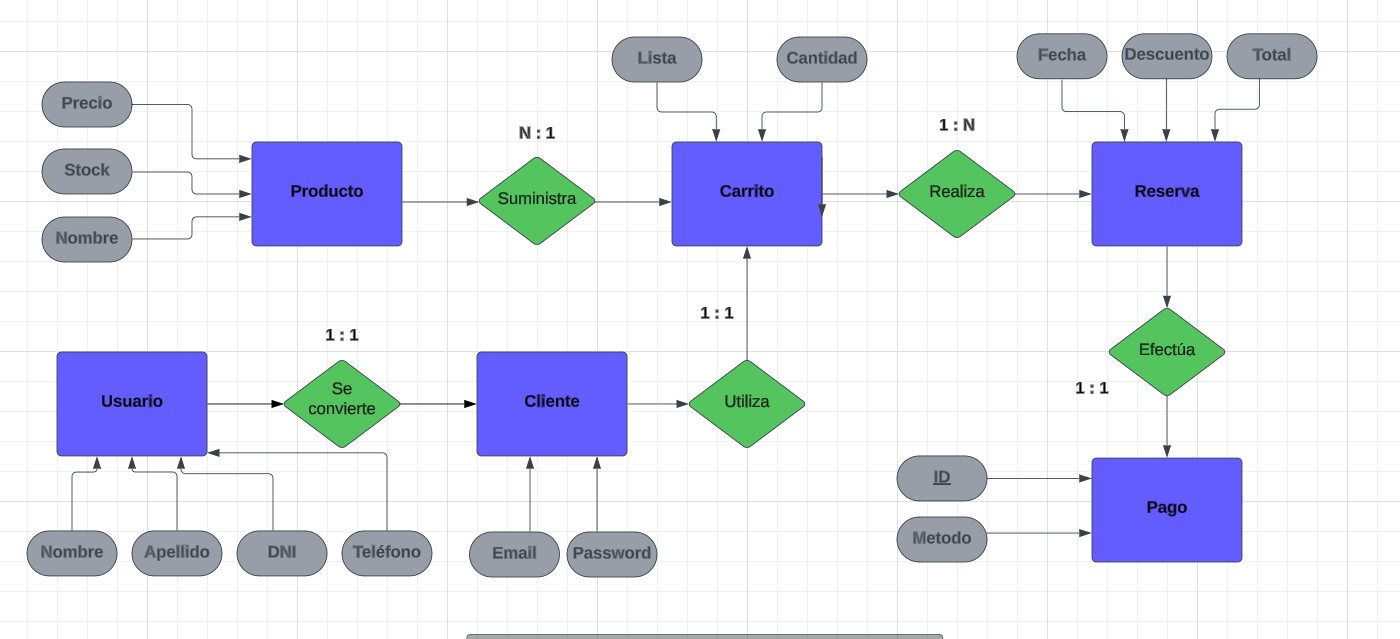 Lista
Cantidad
Fecha
Descuento
Total
Precio
N : 1
1 : N
Stock
Producto
Suministra
Carrito
Realiza
Reserva
Nombre
1 : 1
1 : 1
Efectúa
1 : 1
Usuario
Se
convierte
Cliente
Utiliza
ID
Pago
Metodo
Nombre
Apellido
DNI
Teléfono
Email
Password